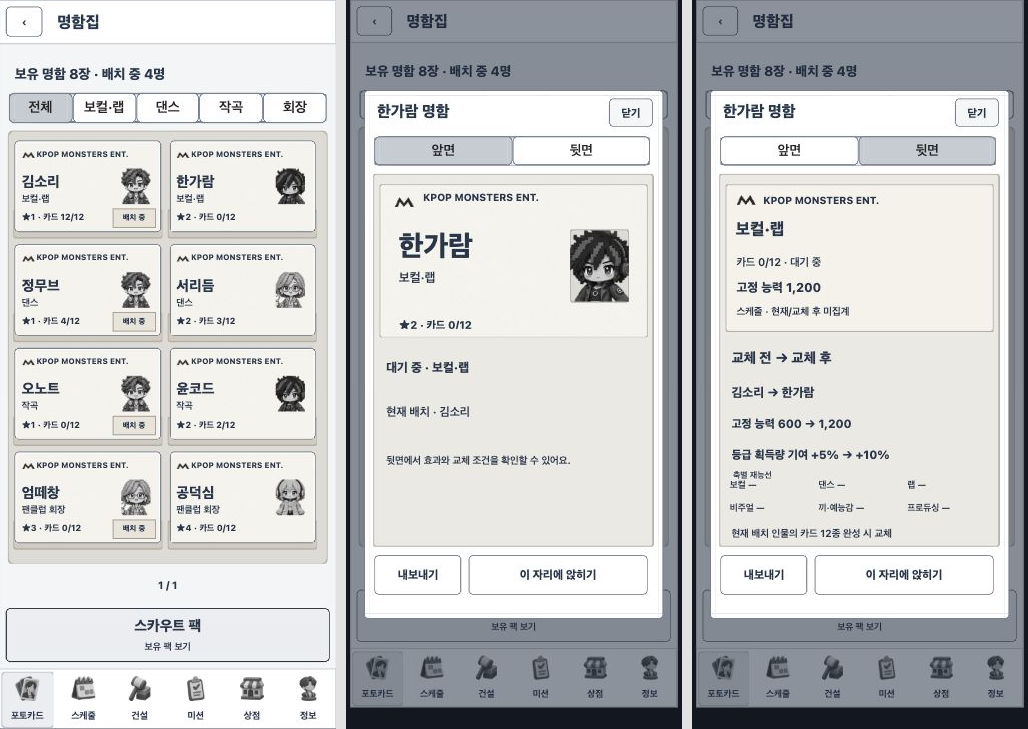 ‹ 명함집
보유 명함 8장 · 배치 중 4명
전체 보컬·랩 댄스 작곡 회장
KPOP MONSTERS ENT.
김소리
보컬·랩
★1 · 카드 12/12 배치 중
KPOP MONSTERS ENT.
한가람
보컬·랩
★2 · 카드 0/12
KPOP MONSTERS ENT.
정무브
댄스
★1 · 카드 4/12 배치 중
KPOP MONSTERS ENT.
서리듬
댄스
★2 · 카드 3/12
KPOP MONSTERS ENT.
오노트
작곡
★1 · 카드 0/12 배치 중
KPOP MONSTERS ENT.
윤코드
작곡
★2 · 카드 2/12
KPOP MONSTERS ENT.
엄떼창
팬클럽 회장
★3 · 카드 0/12 배치 중
KPOP MONSTERS ENT.
공덕심
팬클럽 회장
★4 · 카드 0/12
1 / 1
스카우트 팩
보유 팩 보기
포토카드 스케줄 건설 미션 상점 정보
‹ 명함집
보유 명함 8장 · 배치 중 4명
한가람 명함 닫기
앞면 뒷면
KPOP MONSTERS ENT.
한가람
보컬·랩
★2 · 카드 0/12
대기 중 · 보컬·랩
현재 배치 · 김소리
뒷면에서 효과와 교체 조건을 확인할 수 있어요.
내보내기 이 자리에 앉히기
보유 팩 보기
포토카드 스케줄 건설 미션 상점 정보
‹ 명함집
보유 명함 8장 · 배치 중 4명
한가람 명함 닫기
앞면 뒷면
KPOP MONSTERS ENT.
보컬·랩
카드 0/12 · 대기 중
고정 능력 1,200
스케줄 · 현재/교체 후 미집계
교체 전 → 교체 후
김소리 → 한가람
고정 능력 600 → 1,200
등급 획득량 기여 +5% → +10%
축별 재능선
보컬 — 댄스 — 랩 —
비주얼 — 끼·예능감 — 프로듀싱 —
현재 배치 인물의 카드 12종 완성 시 교체
내보내기 이 자리에 앉히기
보유 팩 보기
포토카드 스케줄 건설 미션 상점 정보